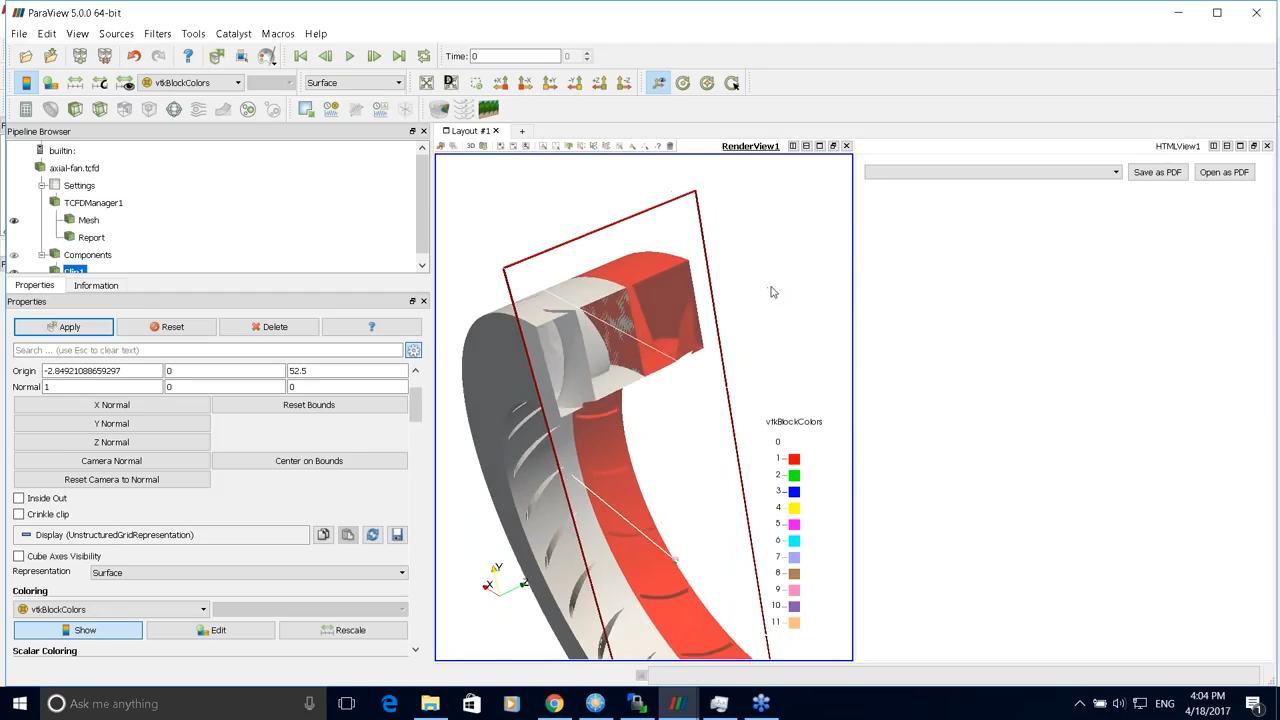 ParaView 5.0.0 64-bit
File Edit View Sources Filters Tools Catalyst Macros Help
Time: 0 0
vtkBlockColors Surface
Pipeline Browser
Layout #1
3D RenderView1 HTMLView1
builtin:
axial-fan.tcfd
Save as PDF Open as PDF
Settings
TCFDManager1
Mesh
Report
Components
Clip1
Properties Information
Properties
Apply Reset Delete ?
Search ... (use Esc to clear text)
Origin -2.84921088659297 0 52.5
Normal 1 0 0
X Normal Reset Bounds
Y Normal
Z Normal
Camera Normal Center on Bounds
Reset Camera to Normal
Inside Out
Crinkle clip
Display (UnstructuredGridRepresentation)
Cube Axes Visibility
Representation Surface
Coloring
vtkBlockColors
Show Edit Rescale
Scalar Coloring
Y
X Z
vtkBlockColors
0
1
2
3
4
5
6
7
8
9
10
11
Ask me anything
ENG
4:04 PM
4/18/2017